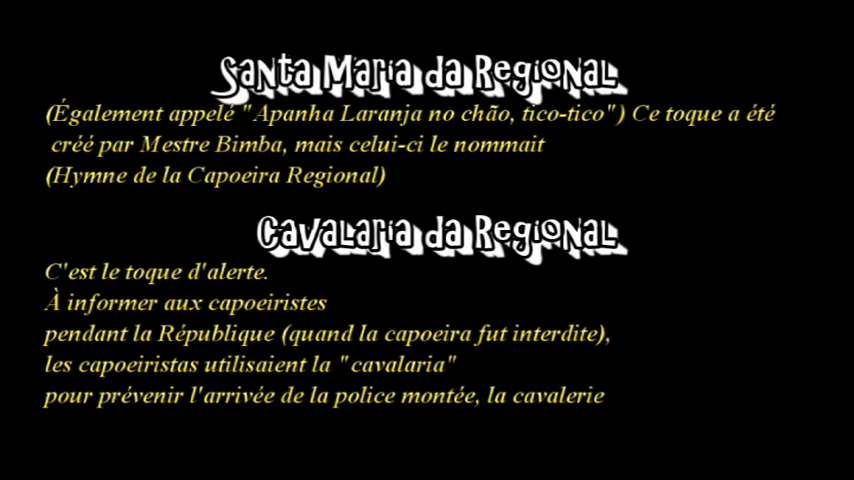 Santa Maria da Regional
(Également appelé "Apanha Laranja no chão, tico-tico") Ce toque a été
créé par Mestre Bimba, mais celui-ci le nommait
(Hymne de la Capoeira Regional)
Cavalaria da Regional
C'est le toque d'alerte.
À informer aux capoeiristes
pendant la République (quand la capoeira fut interdite),
les capoeiristas utilisaient la "cavalaria"
pour prévenir l'arrivée de la police montée, la cavalerie